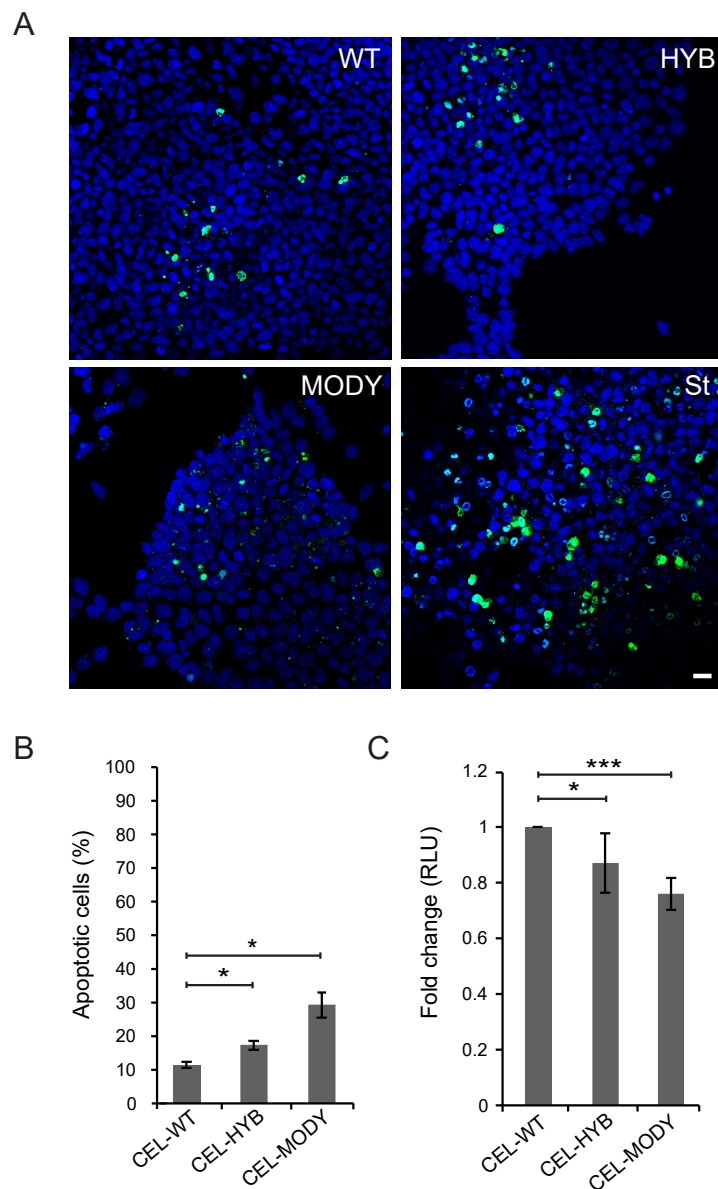 A
WT
HYB
MODY
St
B
Apoptotic cells (%)
100
90
80
70
60
50
40
30
20
10
0
*
*
CEL-WT
CEL-HYB
CEL-MODY
C
Fold change (RLU)
1.2
1
0.8
0.6
0.4
0.2
0
***
*
CEL-WT
CEL-HYB
CEL-MODY